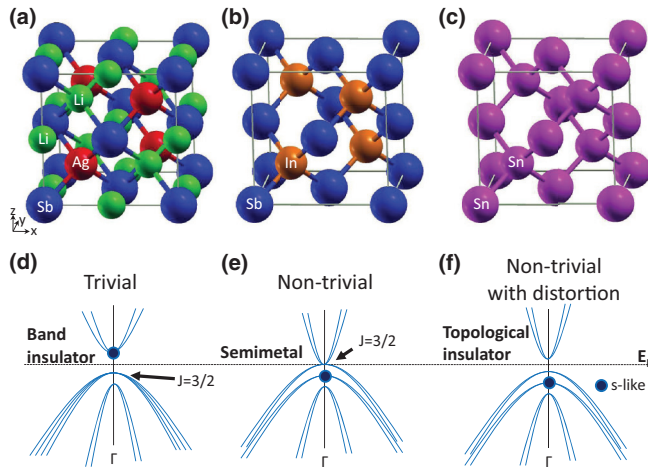 (a)
(b)
(c)
Li
Li
Ag
Sb
z
y
x
In
Sb
Sn
Sn
(d)
(e)
(f)
Trivial
Non-trivial
Non-trivial
with distortion
Band
insulator
J=3/2
Γ
Semimetal
J=3/2
Γ
Topological
insulator
s-like
Γ